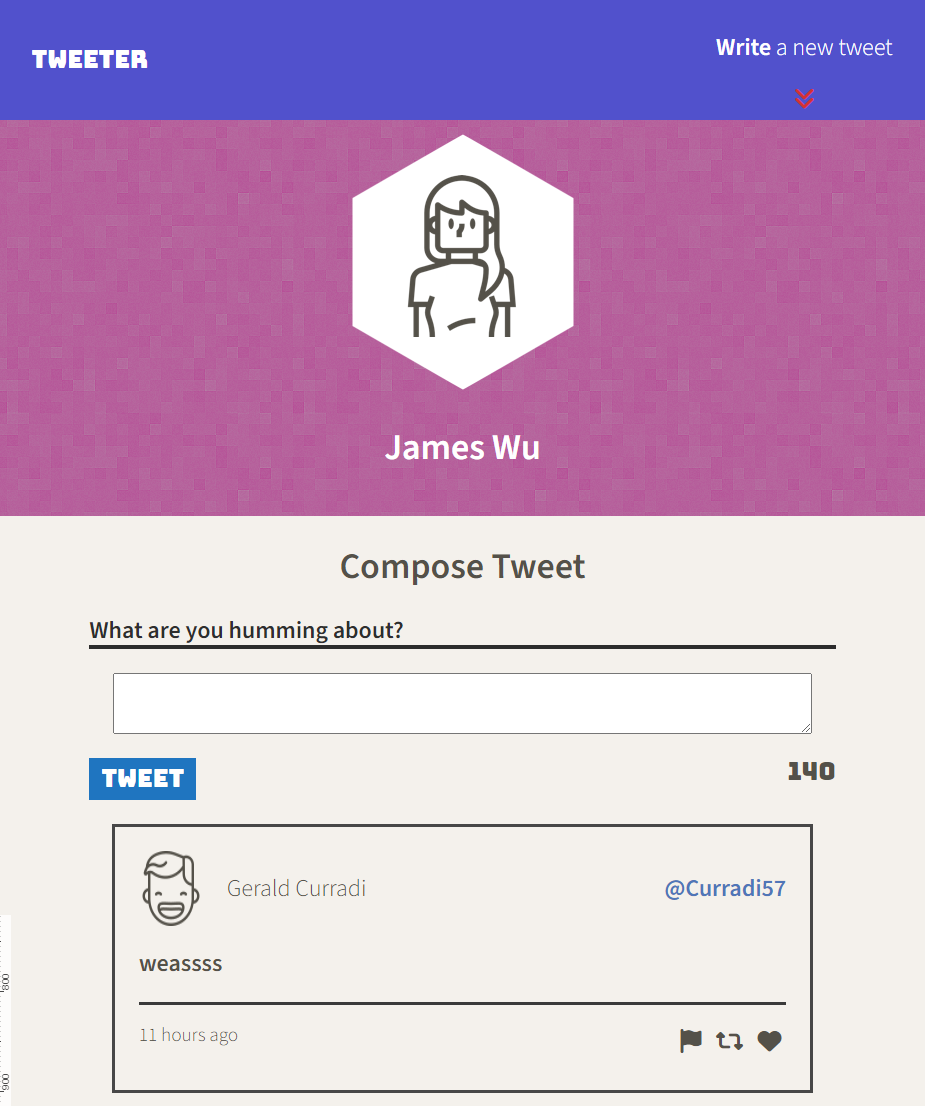 TWEETER
Write a new tweet
James Wu
Compose Tweet
What are you humming about?
TWEET
140
Gerald Curradi
@Curradi57
weassss
11 hours ago
800
900